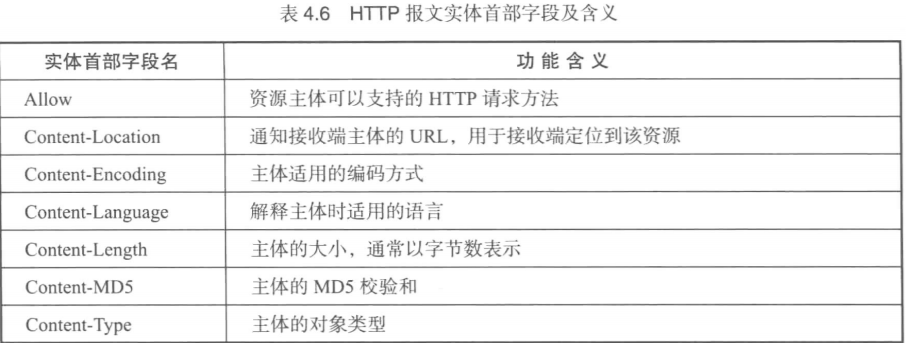 表 4.6 HTTP 报文实体首部字段及含义
实体首部字段名 功 能 含 义
Allow 资源主体可以支持的 HTTP 请求方法
Content-Location 通知接收端主体的 URL，用于接收端定位到该资源
Content-Encoding 主体适用的编码方式
Content-Language 解释主体时适用的语言
Content-Length 主体的大小，通常以字节数表示
Content-MD5 主体的 MD5 校验和
Content-Type 主体的对象类型